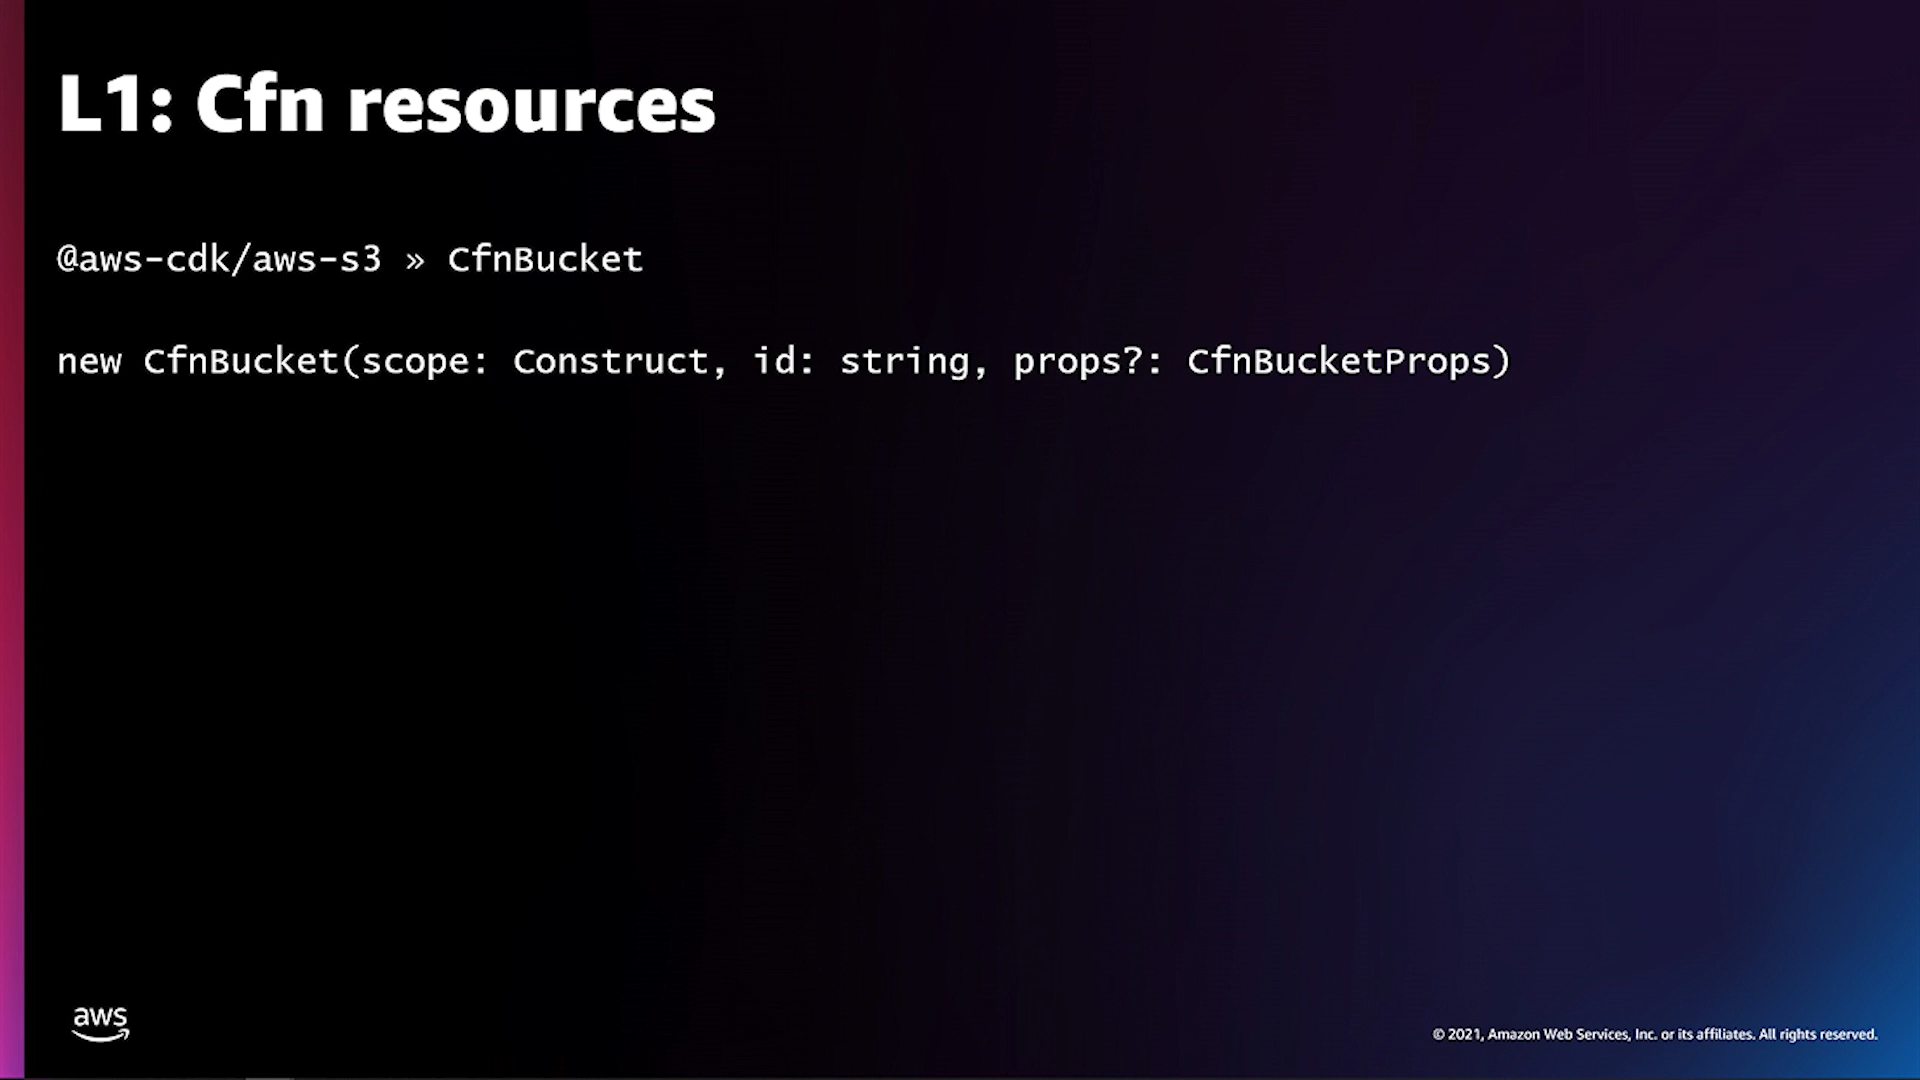 L1: Cfn resources
@aws-cdk/aws-s3 » CfnBucket
new CfnBucket(scope: Construct, id: string, props?: CfnBucketProps)
aws
© 2021, Amazon Web Services, Inc. or its affiliates. All rights reserved.